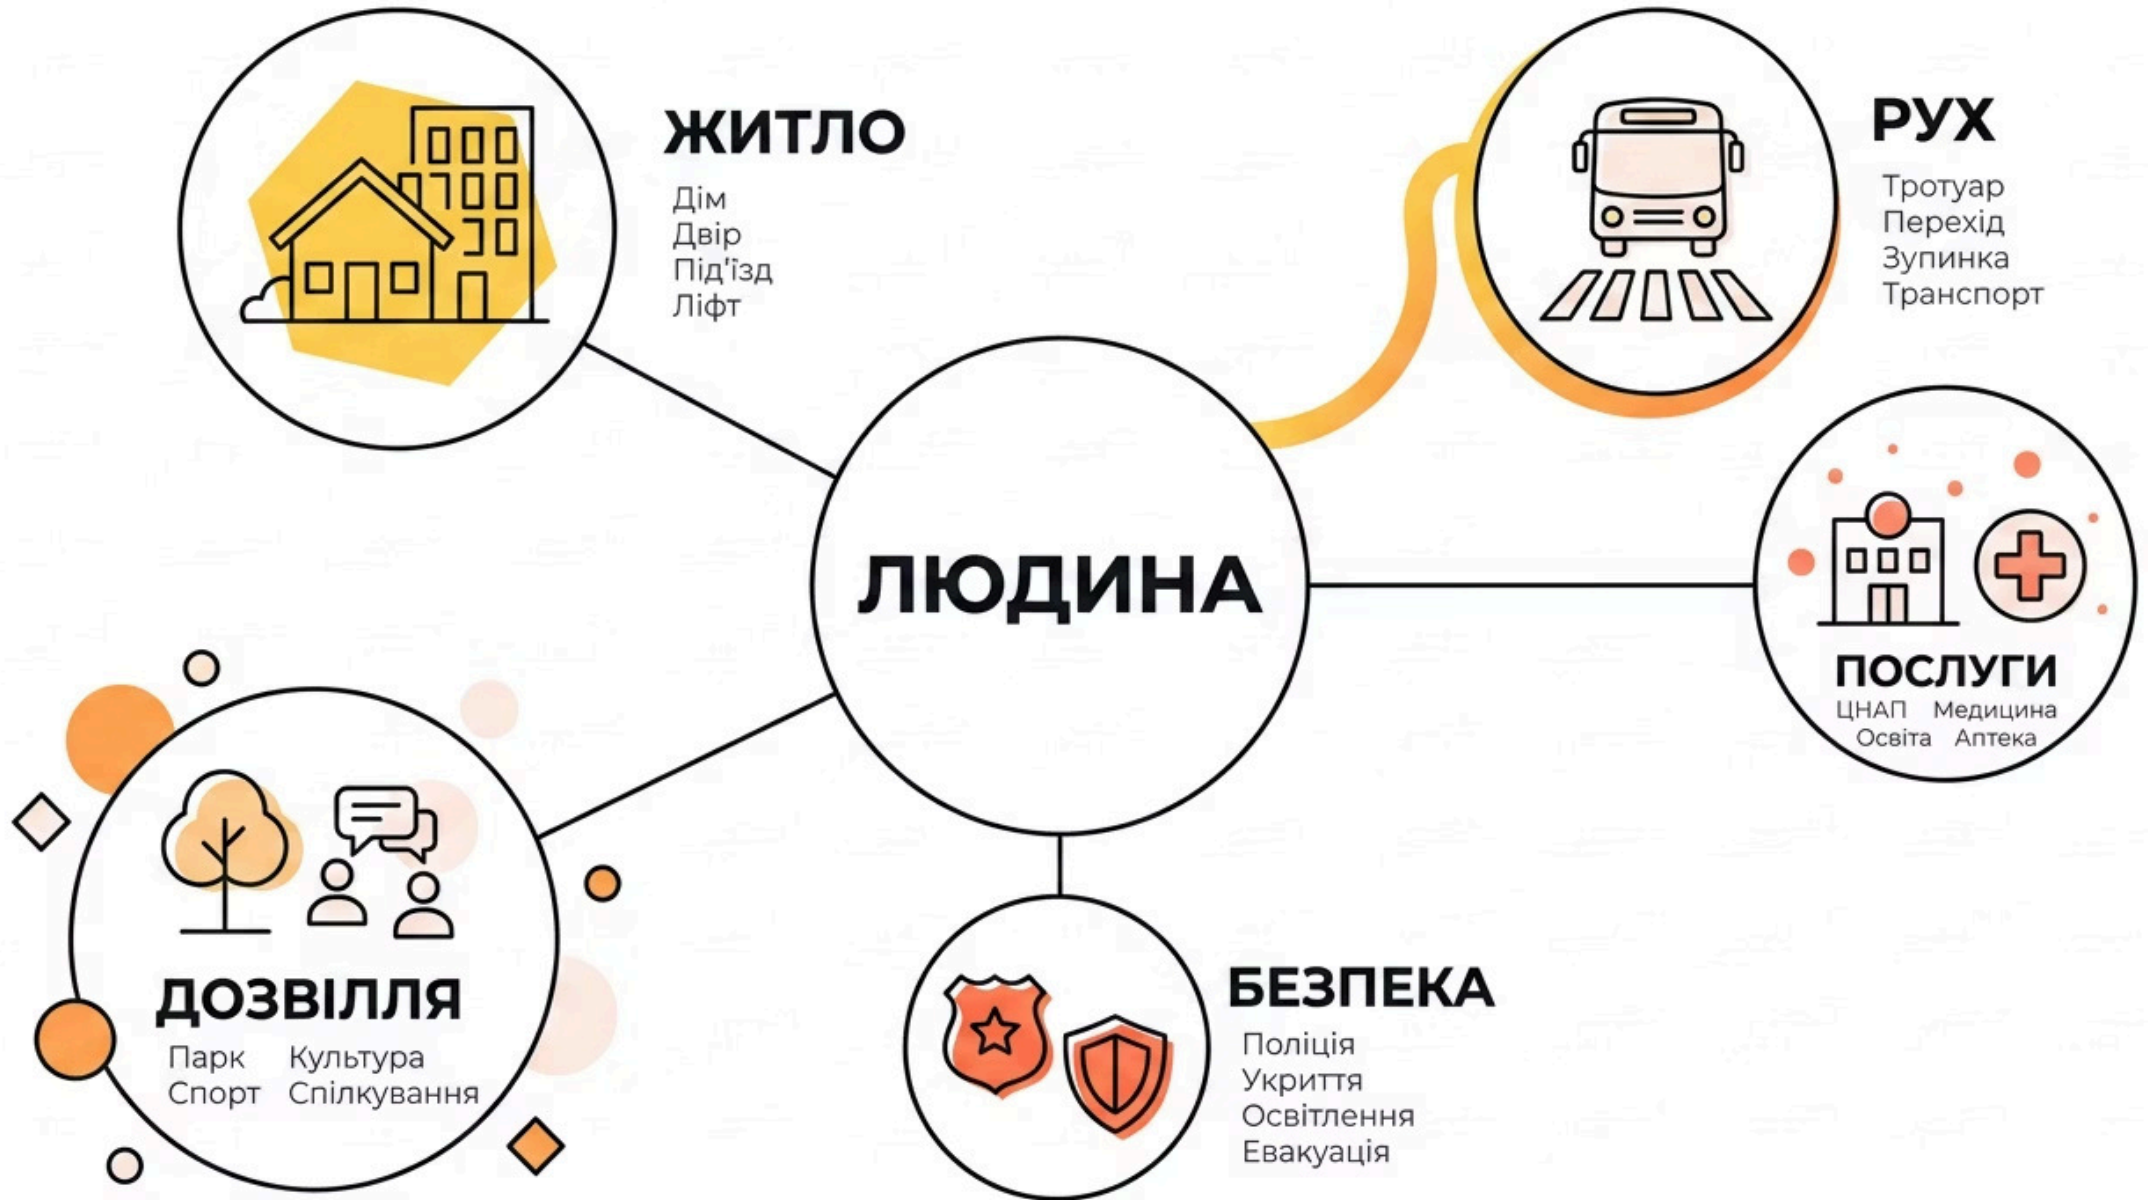 ЖИТЛО
Дім
Двір
Під'їзд
Ліфт
РУХ
Тротуар
Перехід
Зупинка
Транспорт
ЛЮДИНА
ПОСЛУГИ
ЦНАП Медицина
Освіта Аптека
ДОЗВІЛЛЯ
Парк Культура
Спорт Спілкування
БЕЗПЕКА
Поліція
Укриття
Освітлення
Евакуація